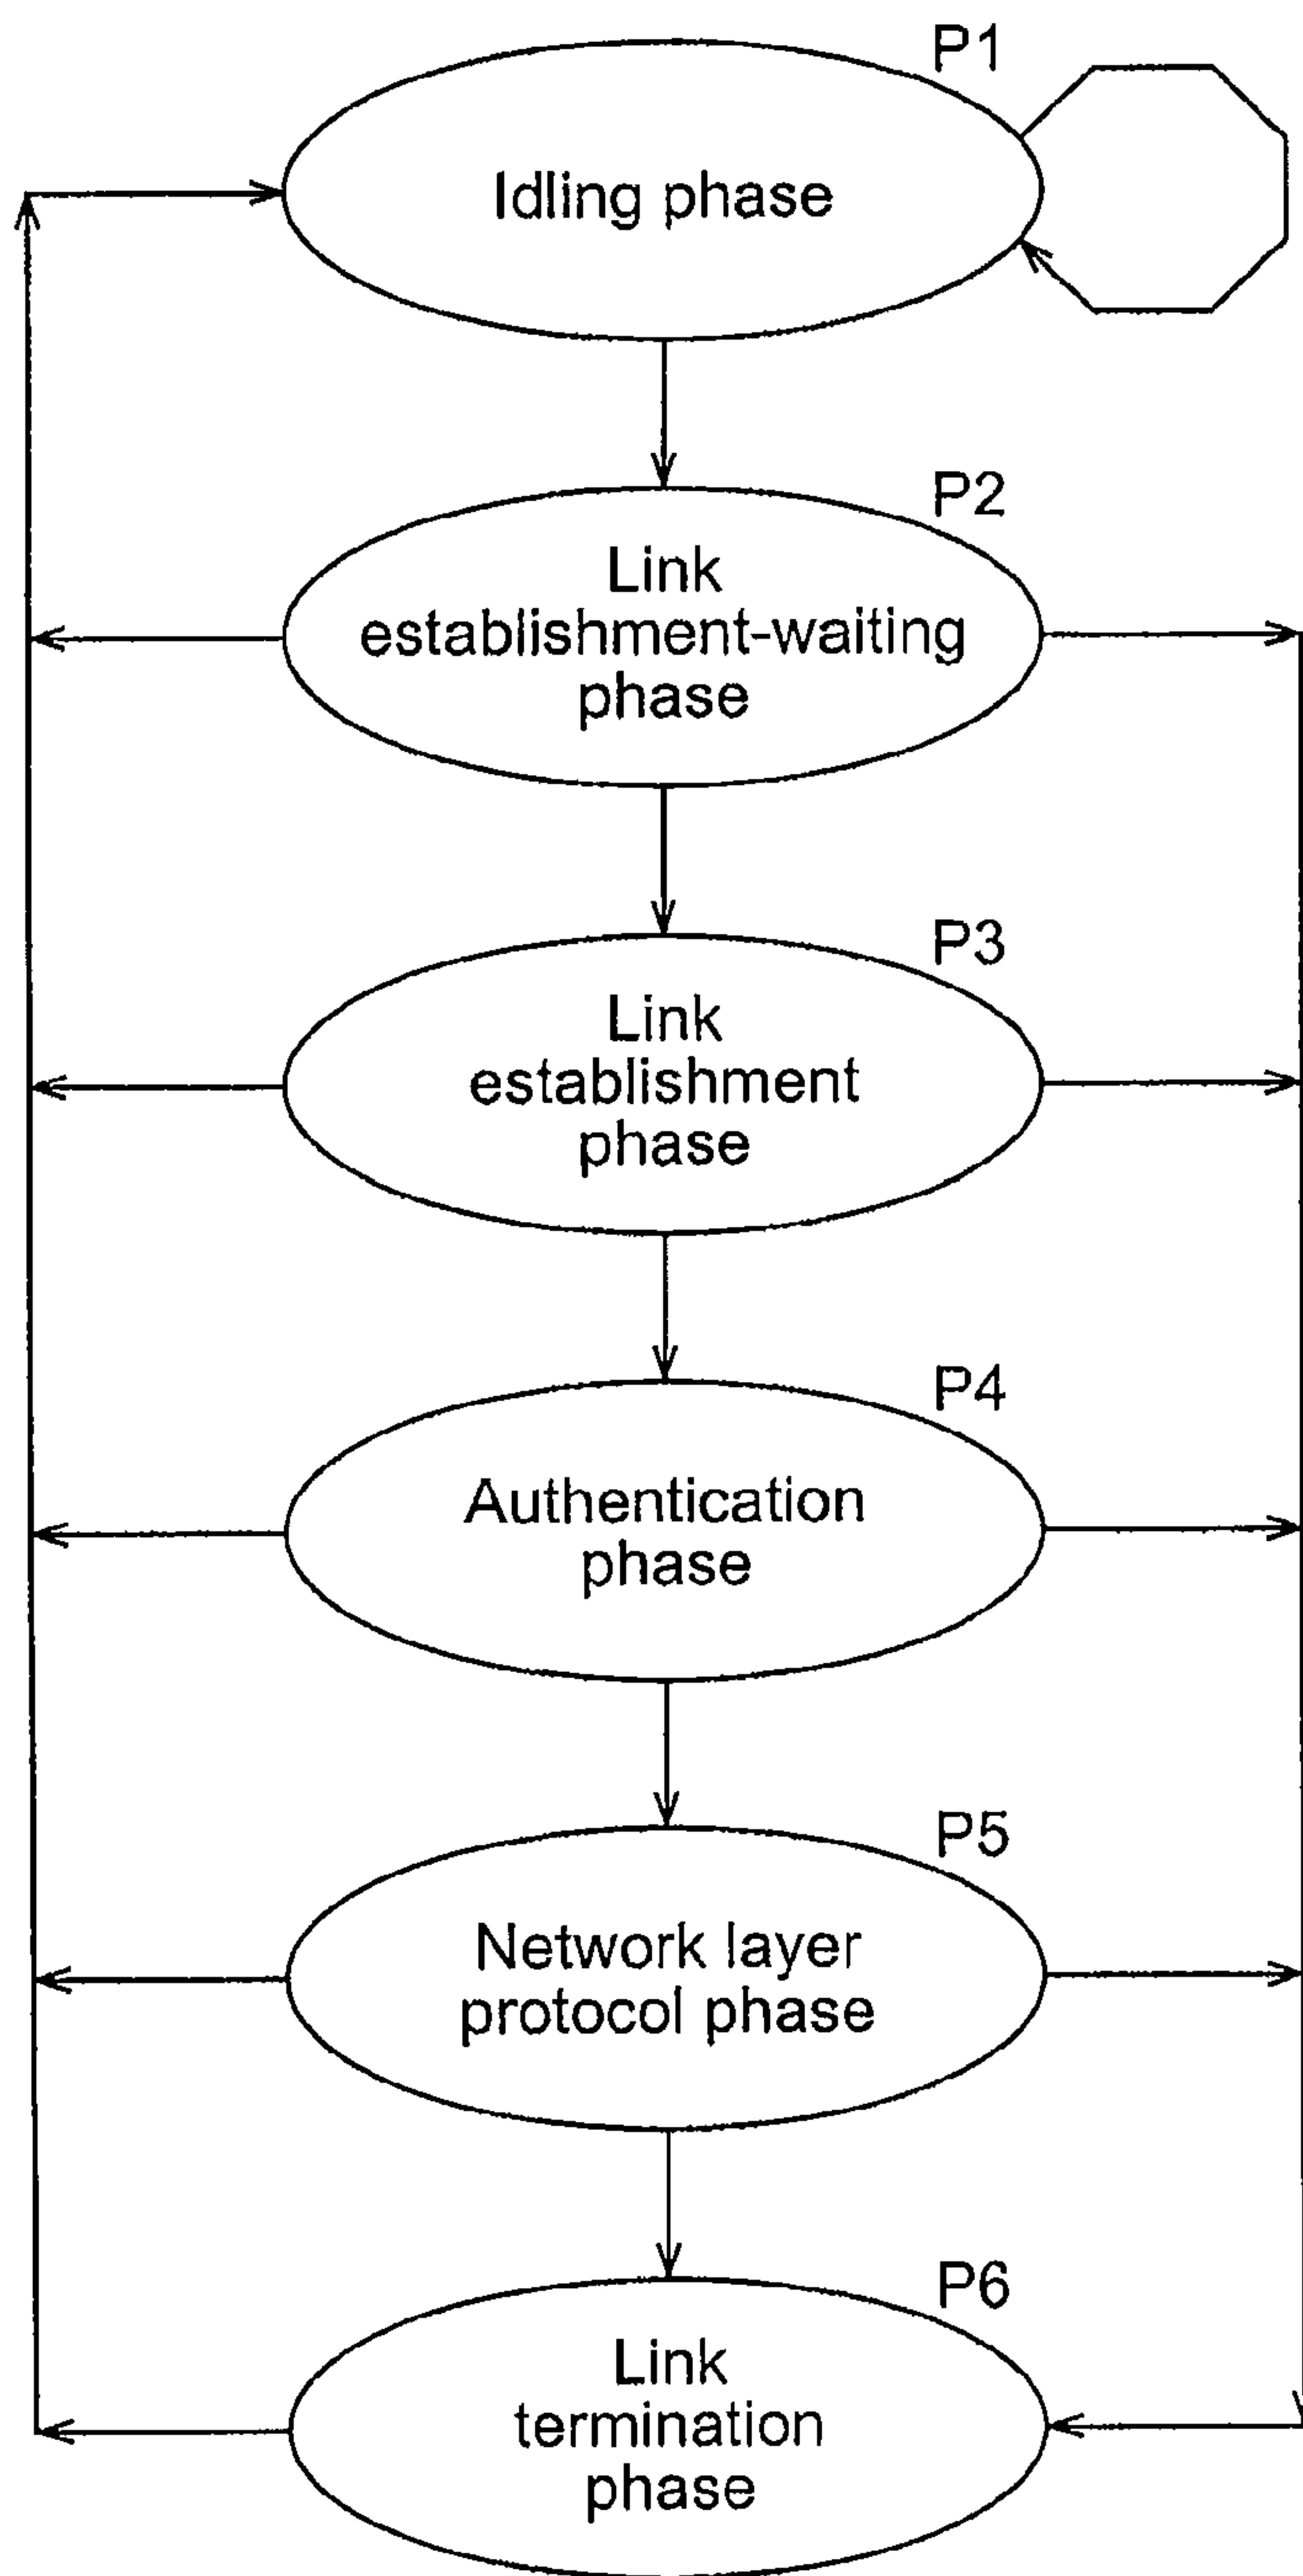 P1
Idling phase
P2
Link
establishment-waiting
phase
P3
Link
establishment
phase
P4
Authentication
phase
P5
Network layer
protocol phase
P6
Link
termination
phase